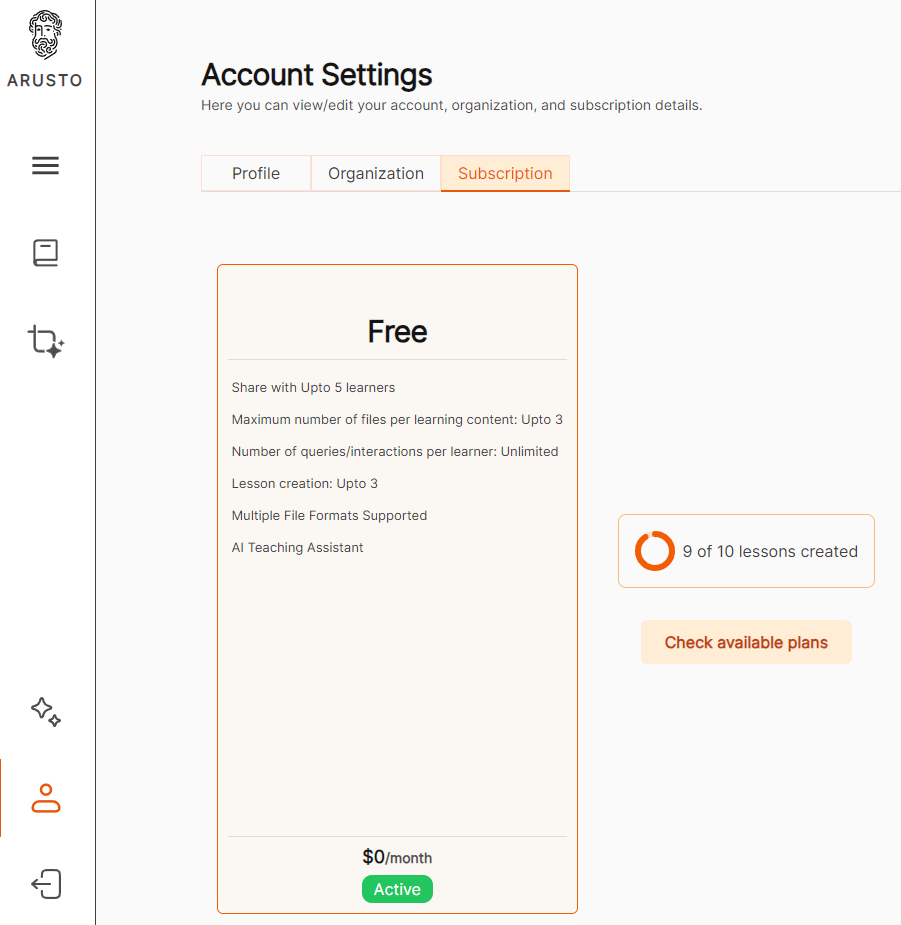 ARUSTO
Account Settings
Here you can view/edit your account, organization, and subscription details.
Profile
Organization
Subscription
Free
Share with Upto 5 learners
Maximum number of files per learning content: Upto 3
Number of queries/interactions per learner: Unlimited
Lesson creation: Upto 3
Multiple File Formats Supported
AI Teaching Assistant
$0/month
Active
9 of 10 lessons created
Check available plans